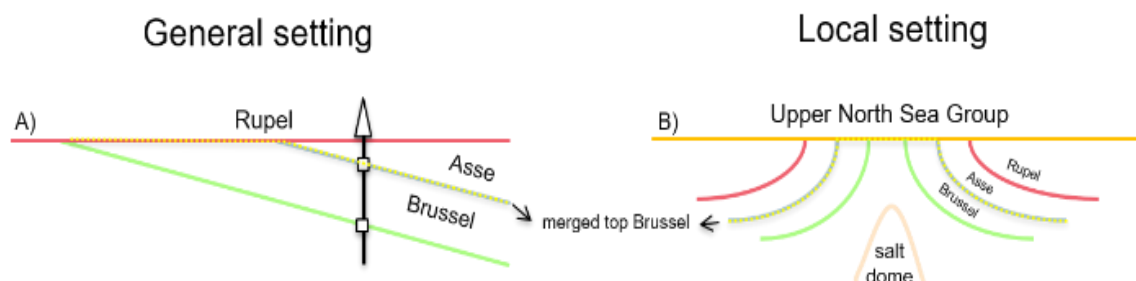 General setting
Local setting
A)
Rupel
Asse
Brussel
merged top Brussel
B)
Upper North Sea Group
Rupel
Asse
Brussel
salt
dome